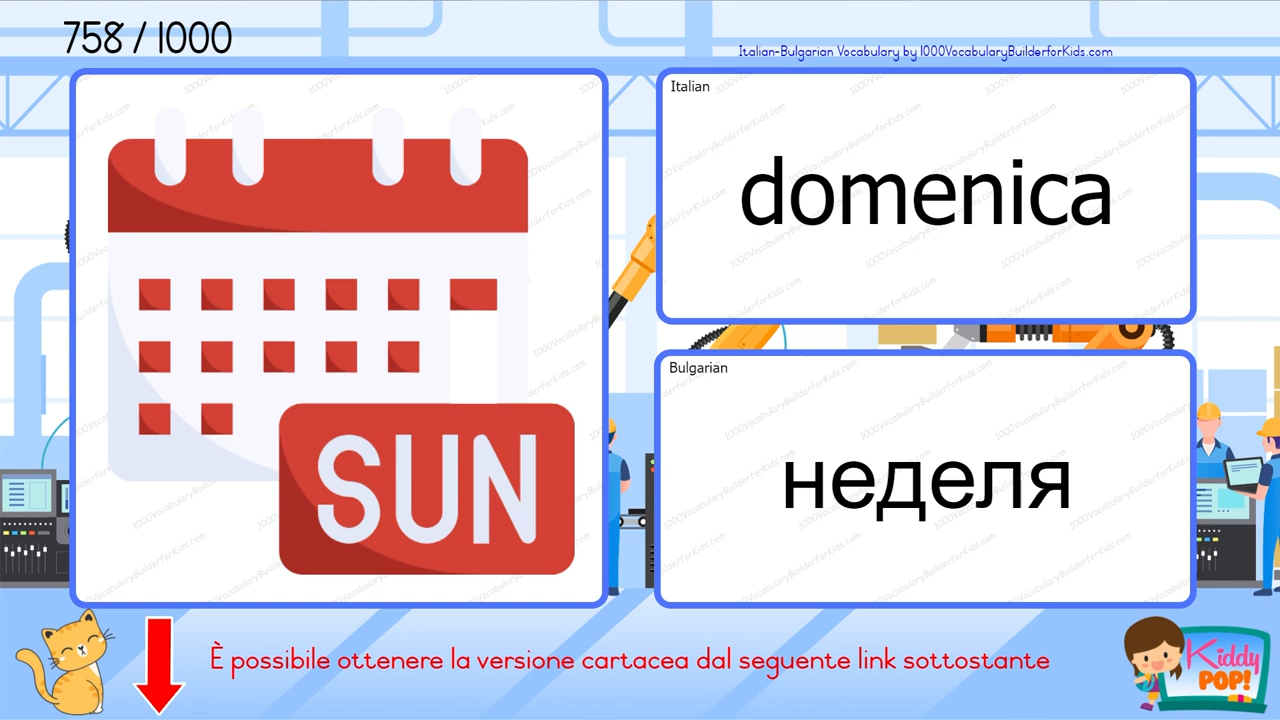 758 / 1000
Italian-Bulgarian Vocabulary by 1000VocabularyBuilderforKids.com
Italian
domenica
SUN
Bulgarian
неделя
È possibile ottenere la versione cartacea dal seguente link sottostante
Kiddy
POP!